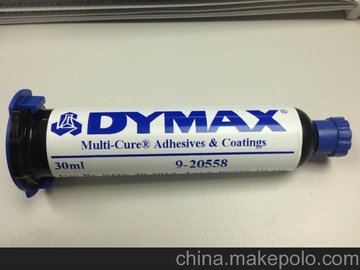 DYMAX
Multi-Cure® Adhesives & Coatings
30ml 9-20558
china.makepolo.com